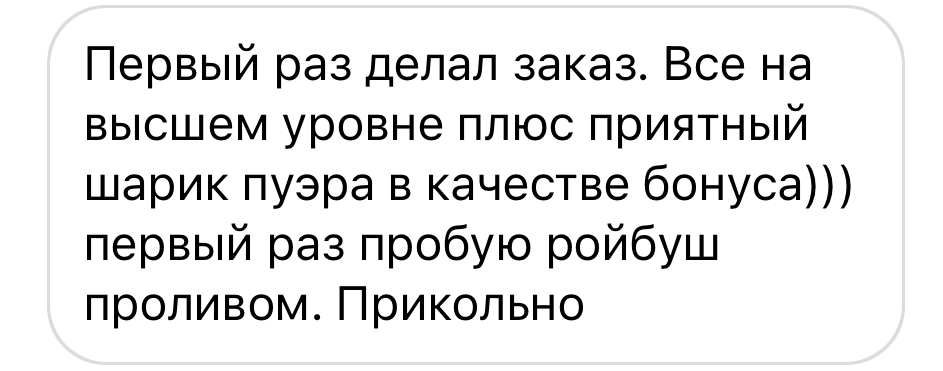 Первый раз делал заказ. Все на
высшем уровне плюс приятный
шарик пуэра в качестве бонуса)))
первый раз пробую ройбуш
проливом. Прикольно